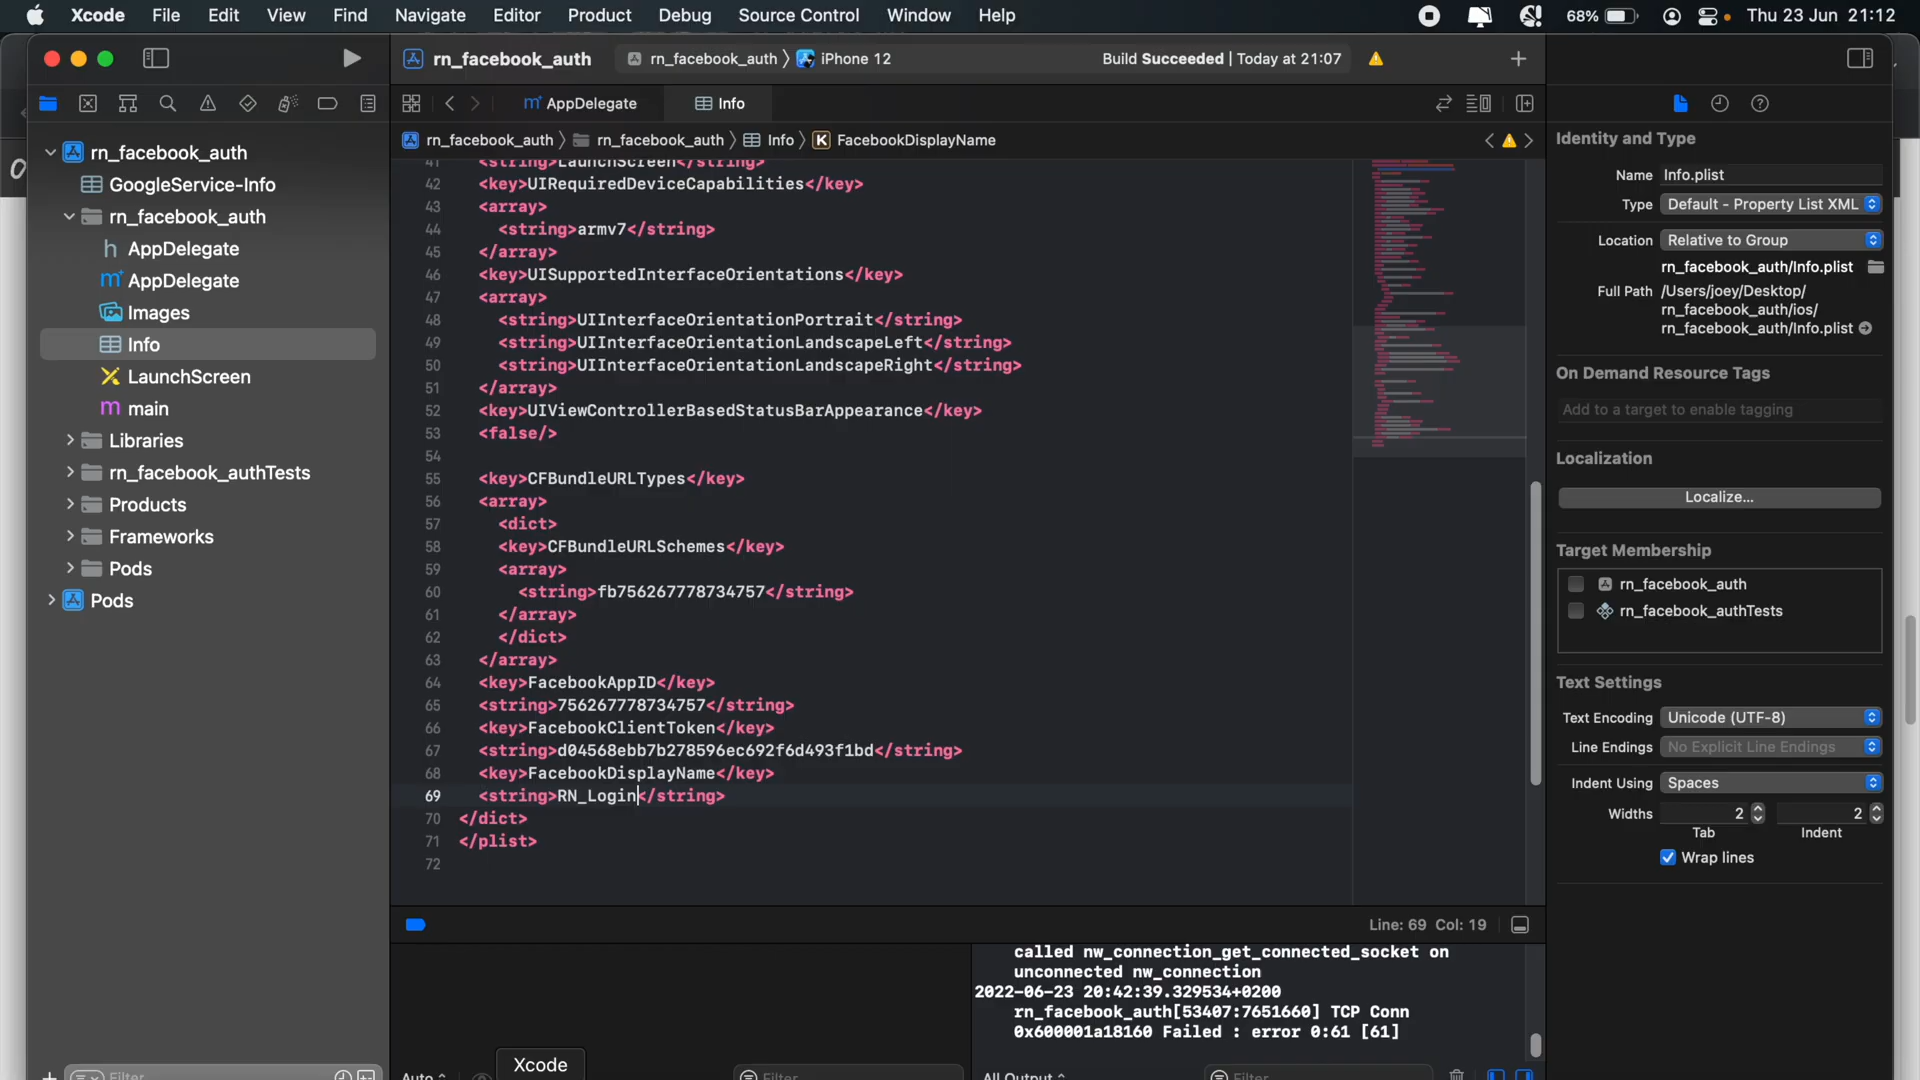 Xcode File Edit View Find Navigate Editor Product Debug Source Control Window Help 68% Thu 23 Jun 21:12
rn_facebook_auth rn_facebook_auth iPhone 12 Build Succeeded | Today at 21:07
AppDelegate Info
rn_facebook_auth rn_facebook_auth Info FacebookDisplayName
rn_facebook_auth
GoogleService-Info
rn_facebook_auth
AppDelegate
AppDelegate
Images
Info
LaunchScreen
main
Libraries
rn_facebook_authTests
Products
Frameworks
Pods
Pods
Filter
41 <string>LaunchScreen</string>
42 <key>UIRequiredDeviceCapabilities</key>
43 <array>
44 <string>armv7</string>
45 </array>
46 <key>UISupportedInterfaceOrientations</key>
47 <array>
48 <string>UIInterfaceOrientationPortrait</string>
49 <string>UIInterfaceOrientationLandscapeLeft</string>
50 <string>UIInterfaceOrientationLandscapeRight</string>
51 </array>
52 <key>UIViewControllerBasedStatusBarAppearance</key>
53 <false/>
54
55 <key>CFBundleURLTypes</key>
56 <array>
57 <dict>
58 <key>CFBundleURLSchemes</key>
59 <array>
60 <string>fb756267778734757</string>
61 </array>
62 </dict>
63 </array>
64 <key>FacebookAppID</key>
65 <string>756267778734757</string>
66 <key>FacebookClientToken</key>
67 <string>d04568ebb7b278596ec692f6d493f1bd</string>
68 <key>FacebookDisplayName</key>
69 <string>RN_Login</string>
70 </dict>
71 </plist>
72
Line: 69 Col: 19
called nw_connection_get_connected_socket on
unconnected nw_connection
2022-06-23 20:42:39.329534+0200
rn_facebook_auth[53407:7651660] TCP Conn
0x600001a18160 Failed : error 0:61 [61]
Auto
Xcode
Filter
All Output
Filter
Identity and Type
Name Info.plist
Type Default - Property List XML
Location Relative to Group
rn_facebook_auth/Info.plist
Full Path /Users/joey/Desktop/
rn_facebook_auth/ios/
rn_facebook_auth/Info.plist
On Demand Resource Tags
Add to a target to enable tagging
Localization
Localize...
Target Membership
rn_facebook_auth
rn_facebook_authTests
Text Settings
Text Encoding Unicode (UTF-8)
Line Endings No Explicit Line Endings
Indent Using Spaces
Widths 2 2
Tab Indent
Wrap lines